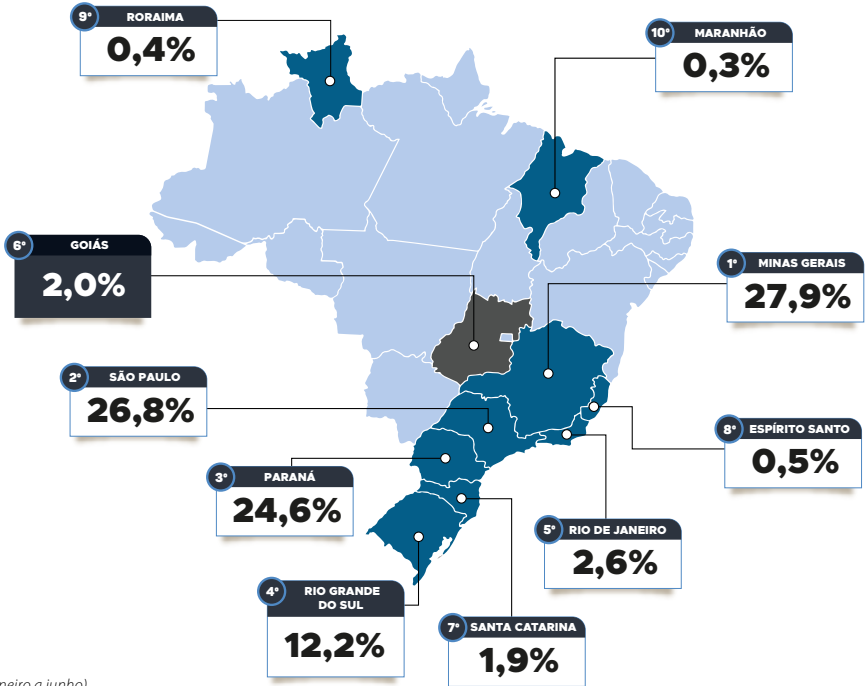 9º RORAIMA
0,4%
10º MARANHÃO
0,3%
6º GOIÁS
2,0%
1º MINAS GERAIS
27,9%
2º SÃO PAULO
26,8%
8º ESPÍRITO SANTO
0,5%
3º PARANÁ
24,6%
5º RIO DE JANEIRO
2,6%
4º RIO GRANDE
DO SUL
12,2%
7º SANTA CATARINA
1,9%
neiro a junho)